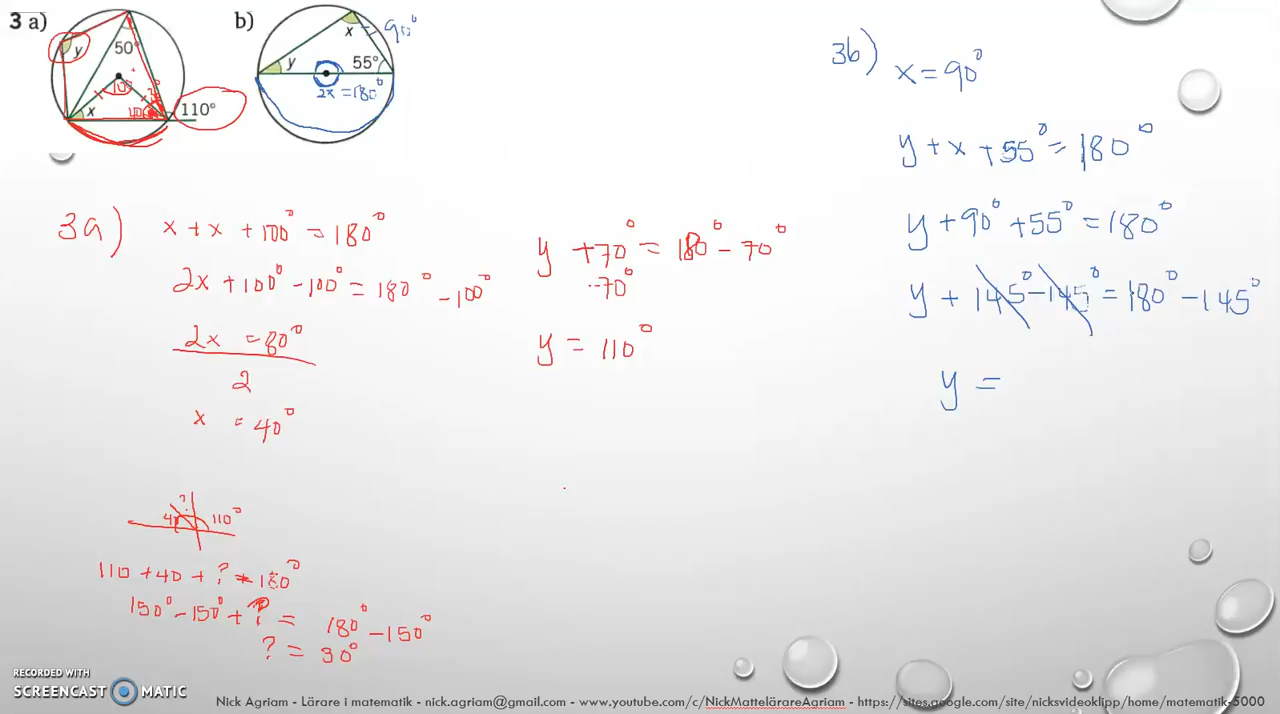 3 a)
y
50°
100°
x
40°
110°
b)
x
90°
y
55°
2x = 180°
3a)
x + x + 100° = 180°
2x + 100° - 100° = 180° - 100°
2x = 80°
2
x = 40°
y + 70° = 180° - 70°
- 70°
y = 110°
?
110°
110 + 40 + ? = 180°
150° - 150° + ? = 180° - 150°
? = 30°
3b)
x = 90°
y + x + 55° = 180°
y + 90° + 55° = 180°
y + 145° - 145° = 180° - 145°
y =
RECORDED WITH
SCREENCAST MATIC
Nick Agriam - Lärare i matematik - nick.agriam@gmail.com - www.youtube.com/c/NickMattelärareAgriam - https://sites.google.com/site/nicksvideoklipp/home/matematik-5000